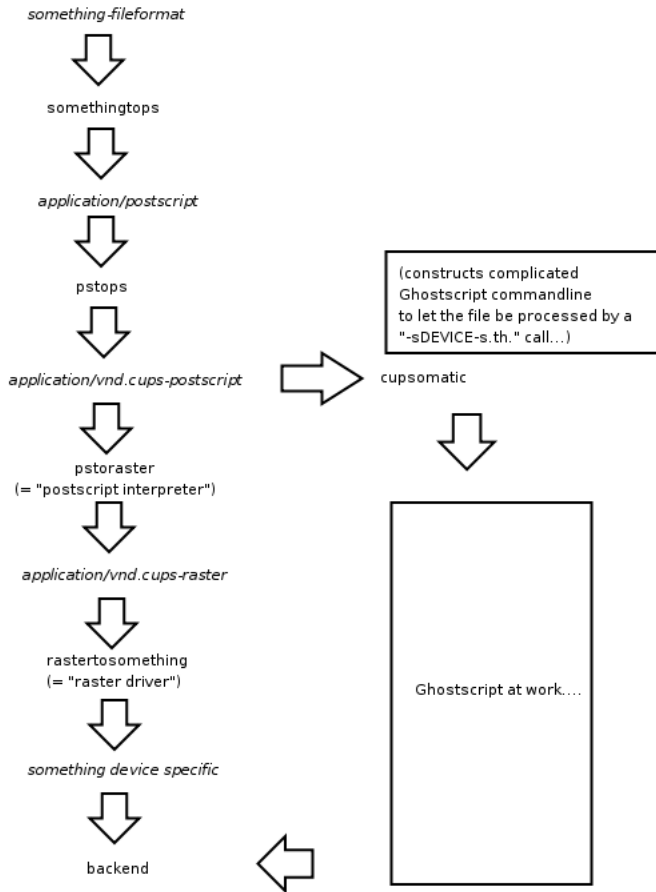 something-fileformat
somethingtops
application/postscript
pstops
application/vnd.cups-postscript
pstoraster
(= "postscript interpreter")
application/vnd.cups-raster
rastertosomething
(= "raster driver")
something device specific
backend
(constructs complicated
Ghostscript commandline
to let the file be processed by a
"-sDEVICE-s.th." call...)
cupsomatic
Ghostscript at work....